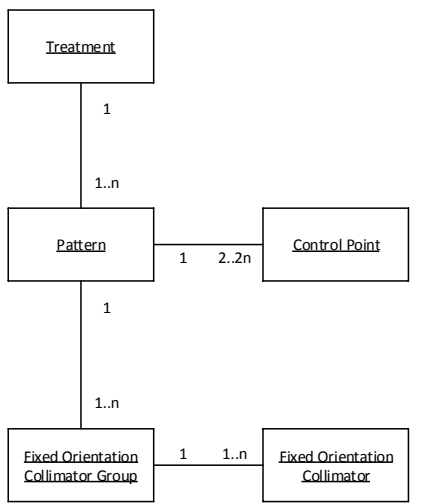 Treatment
1
1..n
Pattern
1
2..2n
Control Point
1
1..n
Fixed Orientation
Collimator Group
1
1..n
Fixed Orientation
Collimator